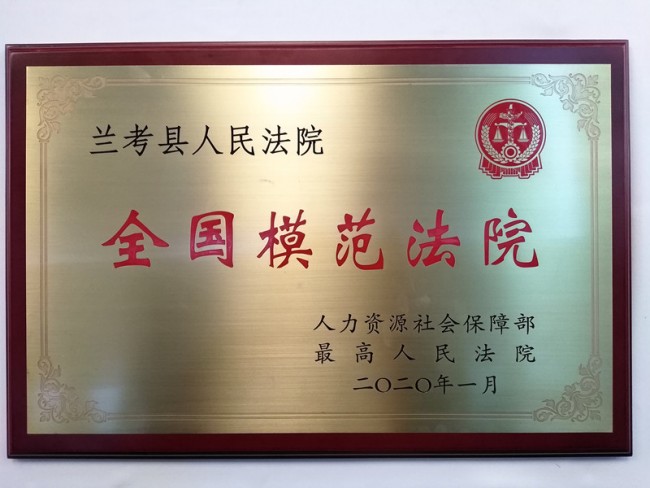 兰考县人民法院
全国模范法院
人力资源社会保障部
最高人民法院
二〇二〇年一月